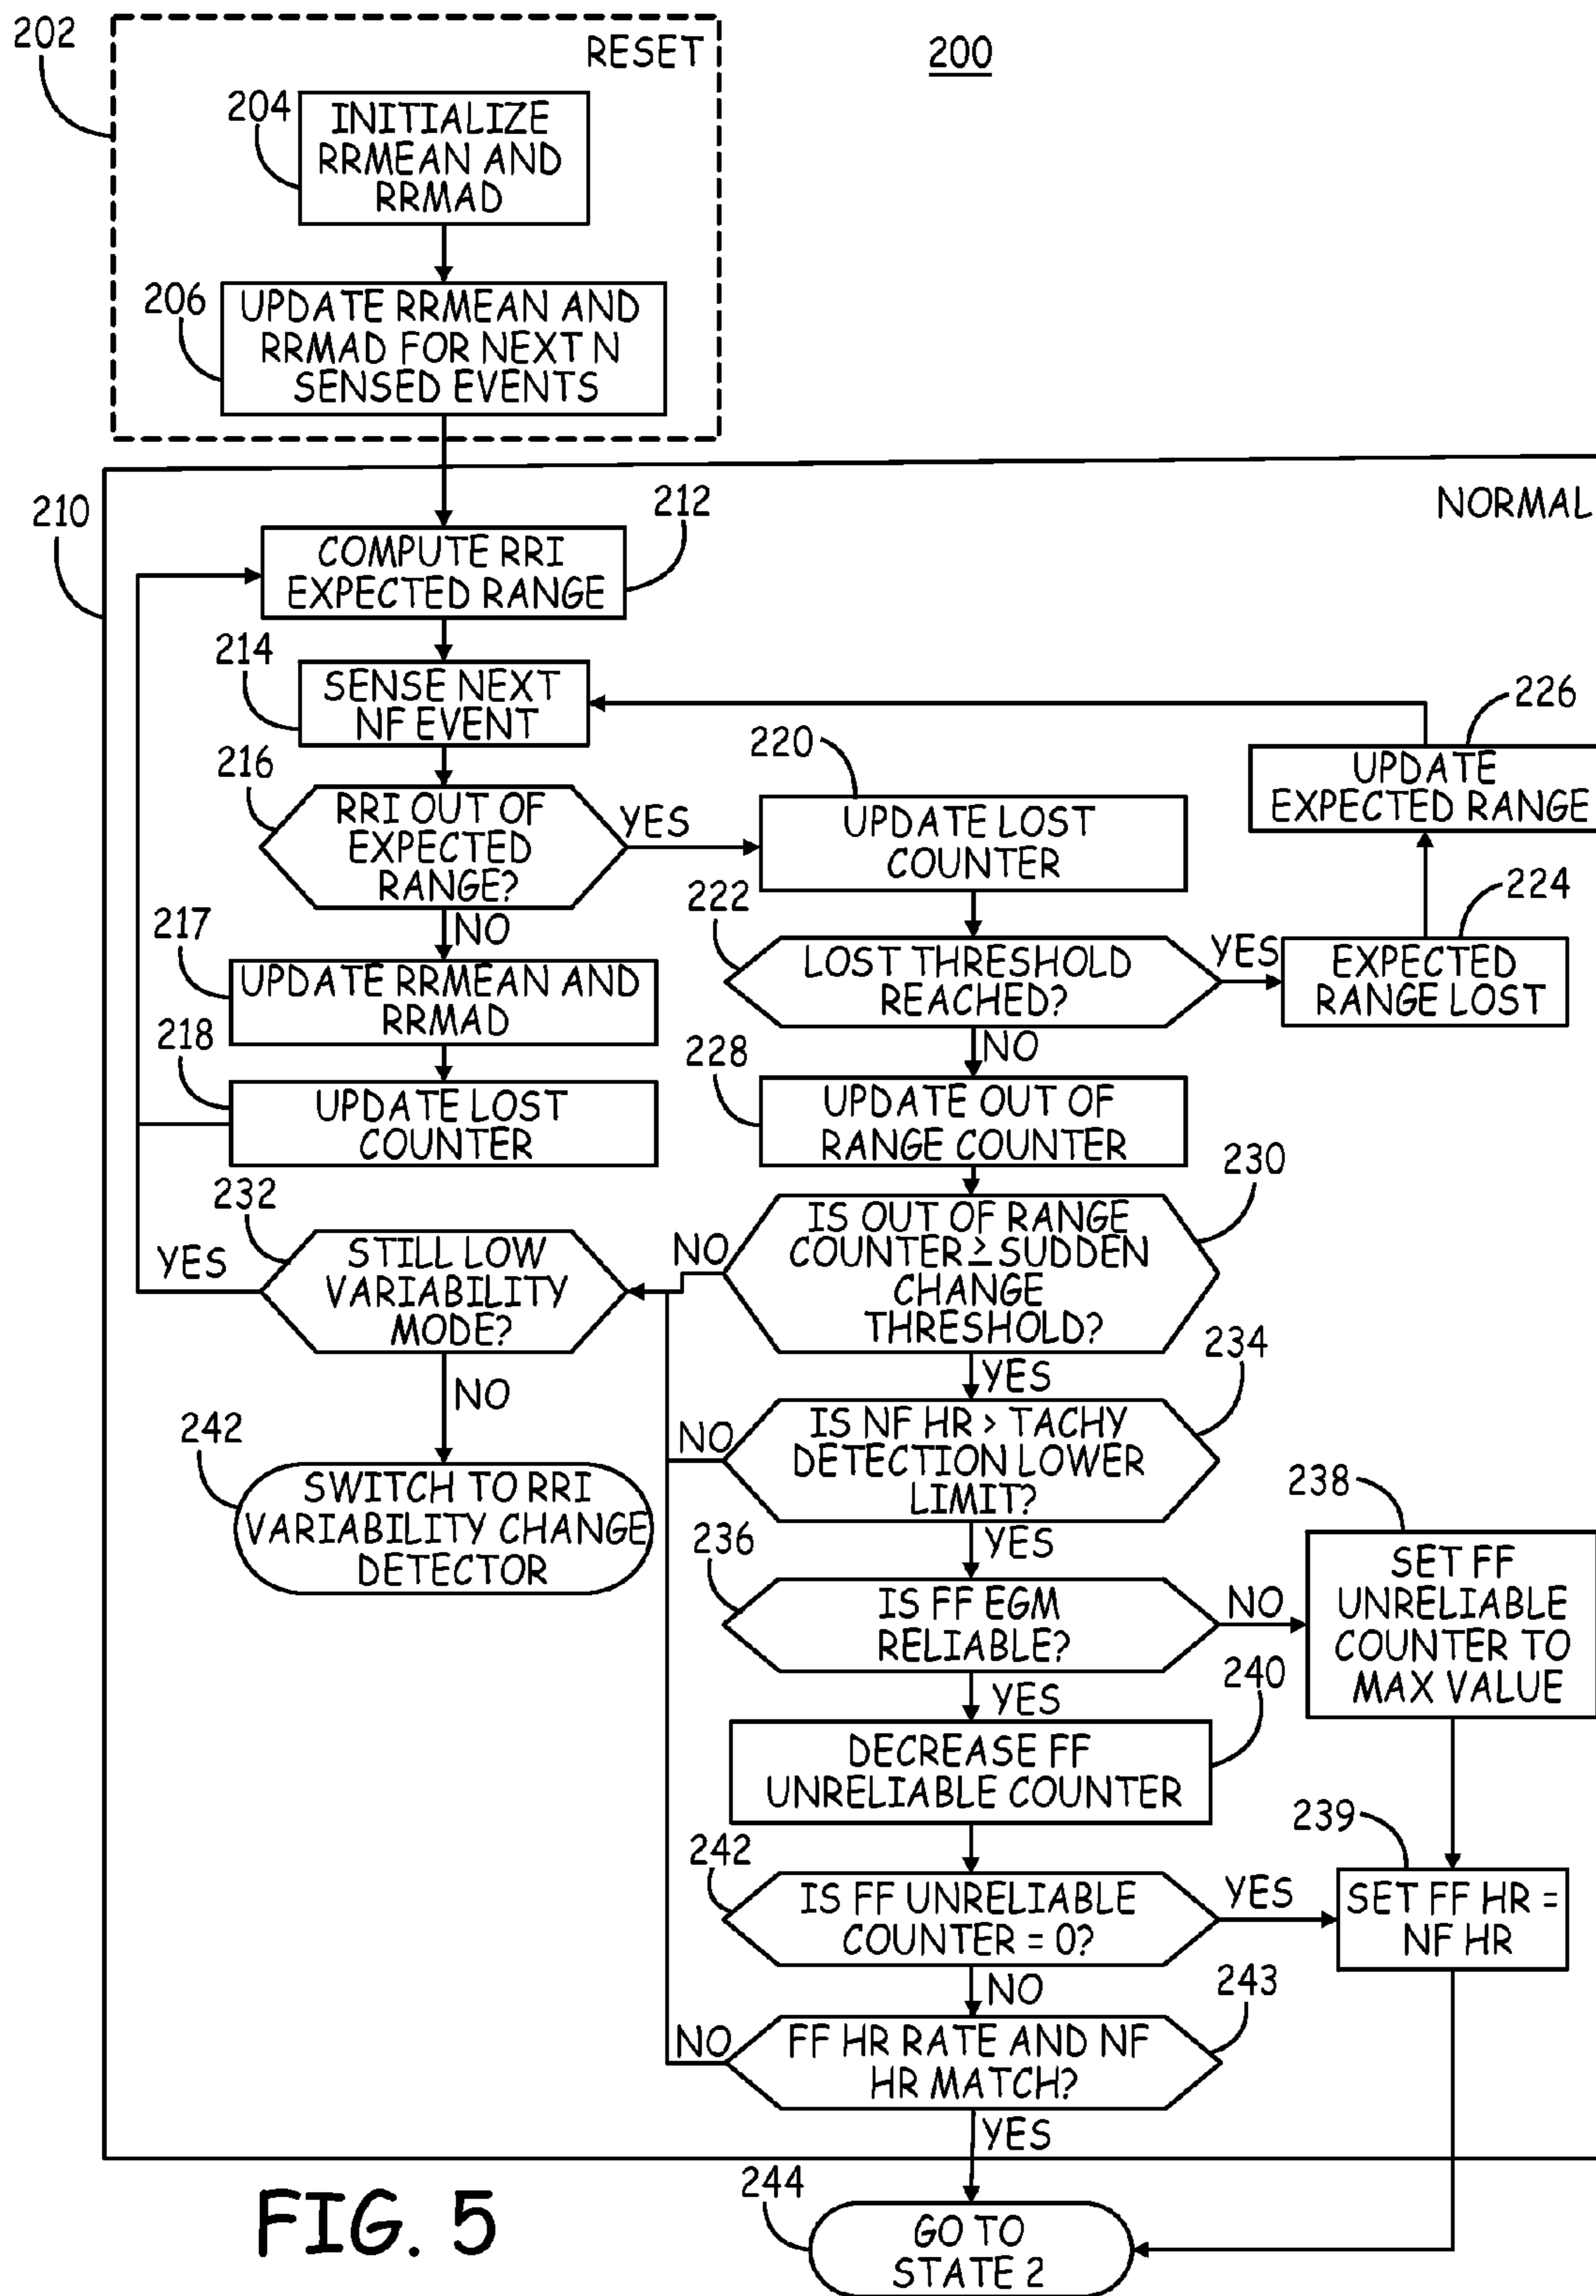 202
RESET
200
204
INITIALIZE
RRMEAN AND
RRMAD
206
UPDATE RRMEAN AND
RRMAD FOR NEXT N
SENSED EVENTS
210
212
NORMAL
COMPUTE RRI
EXPECTED RANGE
214
SENSE NEXT
NF EVENT
226
UPDATE
EXPECTED RANGE
216
RRI OUT OF
EXPECTED
RANGE?
YES
NO
220
UPDATE LOST
COUNTER
222
LOST THRESHOLD
REACHED?
YES
NO
224
EXPECTED
RANGE LOST
217
UPDATE RRMEAN AND
RRMAD
218
UPDATE LOST
COUNTER
228
UPDATE OUT OF
RANGE COUNTER
230
IS OUT OF RANGE
COUNTER ≥ SUDDEN
CHANGE
THRESHOLD?
NO
YES
232
STILL LOW
VARIABILITY
MODE?
YES
NO
242
SWITCH TO RRI
VARIABILITY CHANGE
DETECTOR
234
IS NF HR > TACHY
DETECTION LOWER
LIMIT?
NO
YES
236
IS FF EGM
RELIABLE?
NO
YES
238
SET FF
UNRELIABLE
COUNTER TO
MAX VALUE
240
DECREASE FF
UNRELIABLE COUNTER
239
SET FF HR =
NF HR
242
IS FF UNRELIABLE
COUNTER = 0?
YES
NO
243
FF HR RATE AND NF
HR MATCH?
NO
YES
244
GO TO
STATE 2
FIG. 5